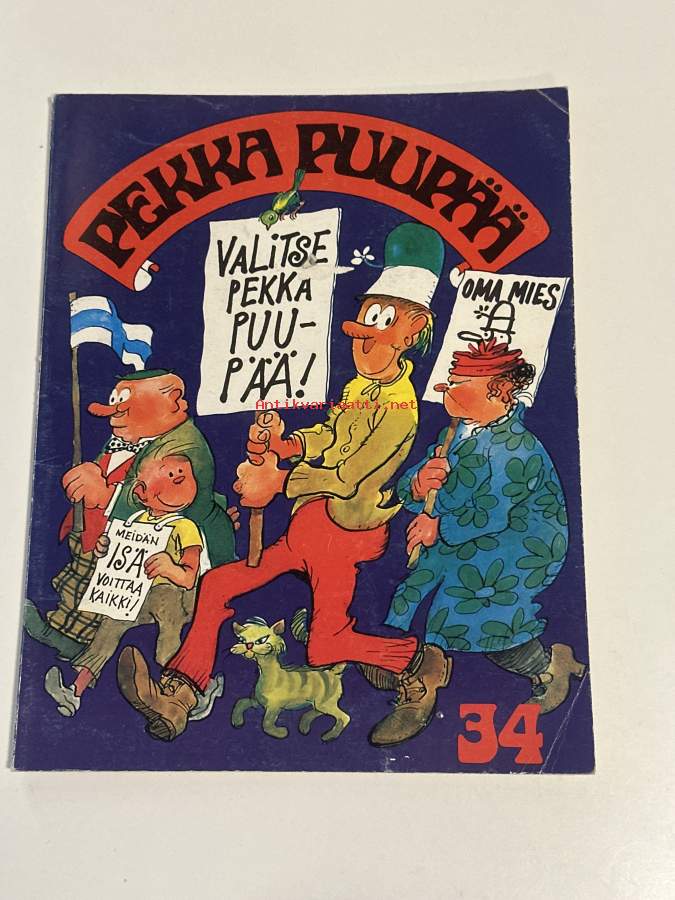 PEKKA PUUPÄÄ
VALITSE
PEKKA
PUU-
PÄÄ!
OMA MIES
Antikvariaatti.net
MEIDÄN
ISÄ
VOITTAA
KAIKKI!
34